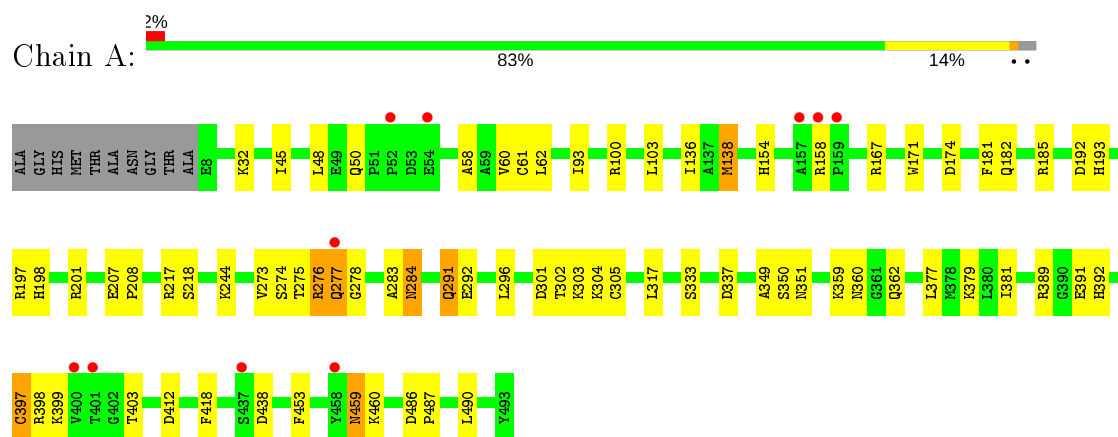 2%
Chain A:
83% 14% • •
ALA GLY HIS MET THR ALA ASN GLY THR ALA E8 K32 I45 L48 E49 Q50 P51 P52 D53 E54 A58 A59 V60 C61 L62 I93 R100 L103 I136 A137 M138 H154 A157 R158 P159 R167 W171 D174 F181 Q182 R185 D192 H193
R197 H198 R201 E207 P208 R217 S218 K244 V273 S274 T275 R276 Q277 G278 A283 N284 Q291 E292 L296 D301 T302 K303 K304 C305 L317 S333 D337 A349 S350 N351 K359 N360 G361 Q362 L377 M378 K379 L380 I381 R389 G390 E391 H392
C397 R398 K399 V400 T401 G402 T403 D412 F418 S437 D438 F453 Y458 N459 K460 D486 P487 L490 Y493